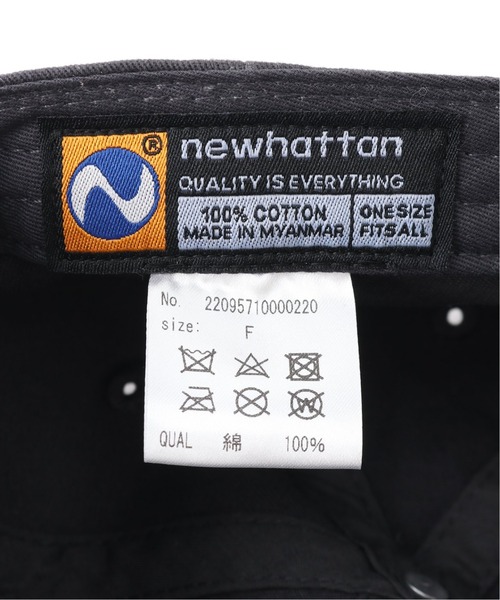 ®
newhattan
QUALITY IS EVERYTHING
100% COTTON
MADE IN MYANMAR
ONE SIZE
FITS ALL
No. 22095710000220
size: F
W
QUAL 綿 100%